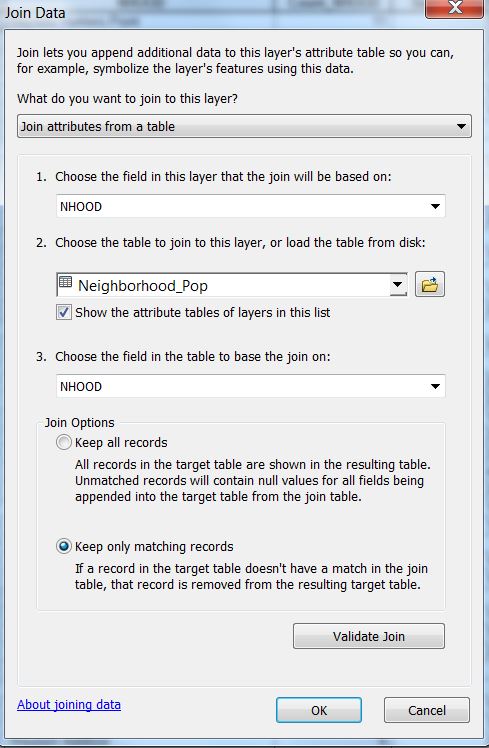 Join Data
Join lets you append additional data to this layer's attribute table so you can,
for example, symbolize the layer's features using this data.
What do you want to join to this layer?
Join attributes from a table
1. Choose the field in this layer that the join will be based on:
NHOOD
2. Choose the table to join to this layer, or load the table from disk:
Neighborhood_Pop
Show the attribute tables of layers in this list
3. Choose the field in the table to base the join on:
NHOOD
Join Options
Keep all records
All records in the target table are shown in the resulting table.
Unmatched records will contain null values for all fields being
appended into the target table from the join table.
Keep only matching records
If a record in the target table doesn't have a match in the join
table, that record is removed from the resulting target table.
Validate Join
About joining data
OK
Cancel